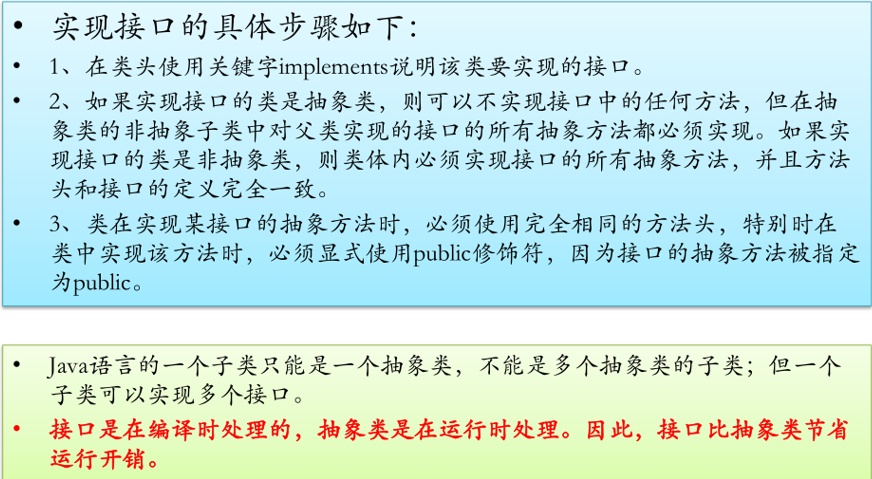 • 实现接口的具体步骤如下：
• 1、在类头使用关键字implements说明该类要实现的接口。
• 2、如果实现接口的类是抽象类，则可以不实现接口中的任何方法，但在抽
象类的非抽象子类中对父类实现的接口的所有抽象方法都必须实现。如果实
现接口的类是非抽象类，则类体内必须实现接口的所有抽象方法，并且方法
头和接口的定义完全一致。
• 3、类在实现某接口的抽象方法时，必须使用完全相同的方法头，特别时在
类中实现该方法时，必须显式使用public修饰符，因为接口的抽象方法被指定
为public。
• Java语言的一个子类只能是一个抽象类，不能是多个抽象类的子类；但一个
子类可以实现多个接口。
• 接口是在编译时处理的，抽象类是在运行时处理。因此，接口比抽象类节省
运行开销。